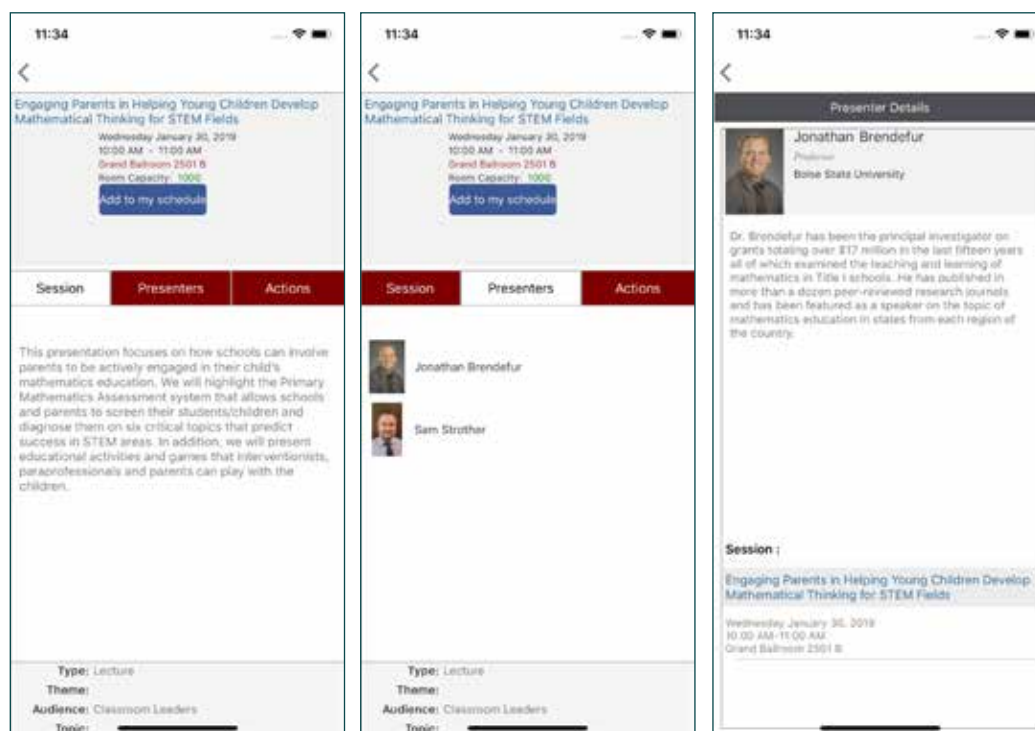 11:34
Engaging Parents in Helping Young Children Develop
Mathematical Thinking for STEM Fields
Wednesday January 30, 2019
10:00 AM - 11:00 AM
Grand Ballroom 2501 B
Room Capacity: 1000
Add to my schedule
Session Presenters Actions
This presentation focuses on how schools can involve
parents to be actively engaged in their child's
mathematics education. We will highlight the Primary
Mathematics Assessment system that allows schools
and parents to screen their students/children and
diagnose them on six critical topics that predict
success in STEM areas. In addition, we will present
educational activities and games that interventionists,
paraprofessionals and parents can play with the
children.
Type: Lecture
Theme:
Audience: Classroom Leaders
Topic:
11:34
Engaging Parents in Helping Young Children Develop
Mathematical Thinking for STEM Fields
Wednesday January 30, 2019
10:00 AM - 11:00 AM
Grand Ballroom 2501 B
Room Capacity: 1000
Add to my schedule
Session Presenters Actions
Jonathan Brendefur
Sam Strother
Type: Lecture
Theme:
Audience: Classroom Leaders
Topic:
11:34
Presenter Details
Jonathan Brendefur
Professor
Boise State University
Dr. Brendefur has been the principal investigator on
grants totaling over $17 million in the last fifteen years
all of which examined the teaching and learning of
mathematics in Title I schools. He has published in
more than a dozen peer-reviewed research journals
and has been featured as a speaker on the topic of
mathematics education in states from each region of
the country.
Session :
Engaging Parents in Helping Young Children Develop
Mathematical Thinking for STEM Fields
Wednesday January 30, 2019
10:00 AM-11:00 AM
Grand Ballroom 2501 B